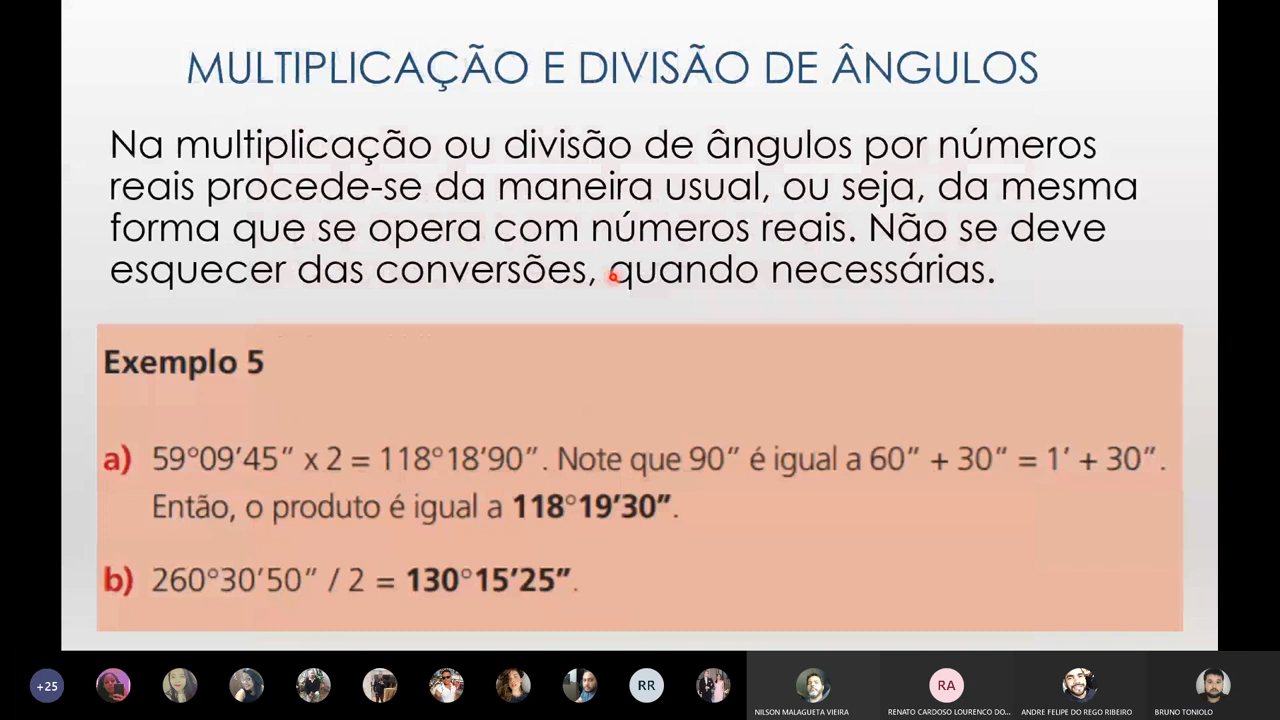 MULTIPLICAÇÃO E DIVISÃO DE ÂNGULOS
Na multiplicação ou divisão de ângulos por números
reais procede-se da maneira usual, ou seja, da mesma
forma que se opera com números reais. Não se deve
esquecer das conversões, quando necessárias.
Exemplo 5
a) 59°09’45” x 2 = 118°18’90”. Note que 90” é igual a 60” + 30” = 1’ + 30”.
Então, o produto é igual a 118°19’30”.
b) 260°30’50” / 2 = 130°15’25”.
+25
RR
RA
NILSON MALAGUETA VIEIRA
RENATO CARDOSO LOURENCO DO...
ANDRE FELIPE DO REGO RIBEIRO
BRUNO TONIOLO